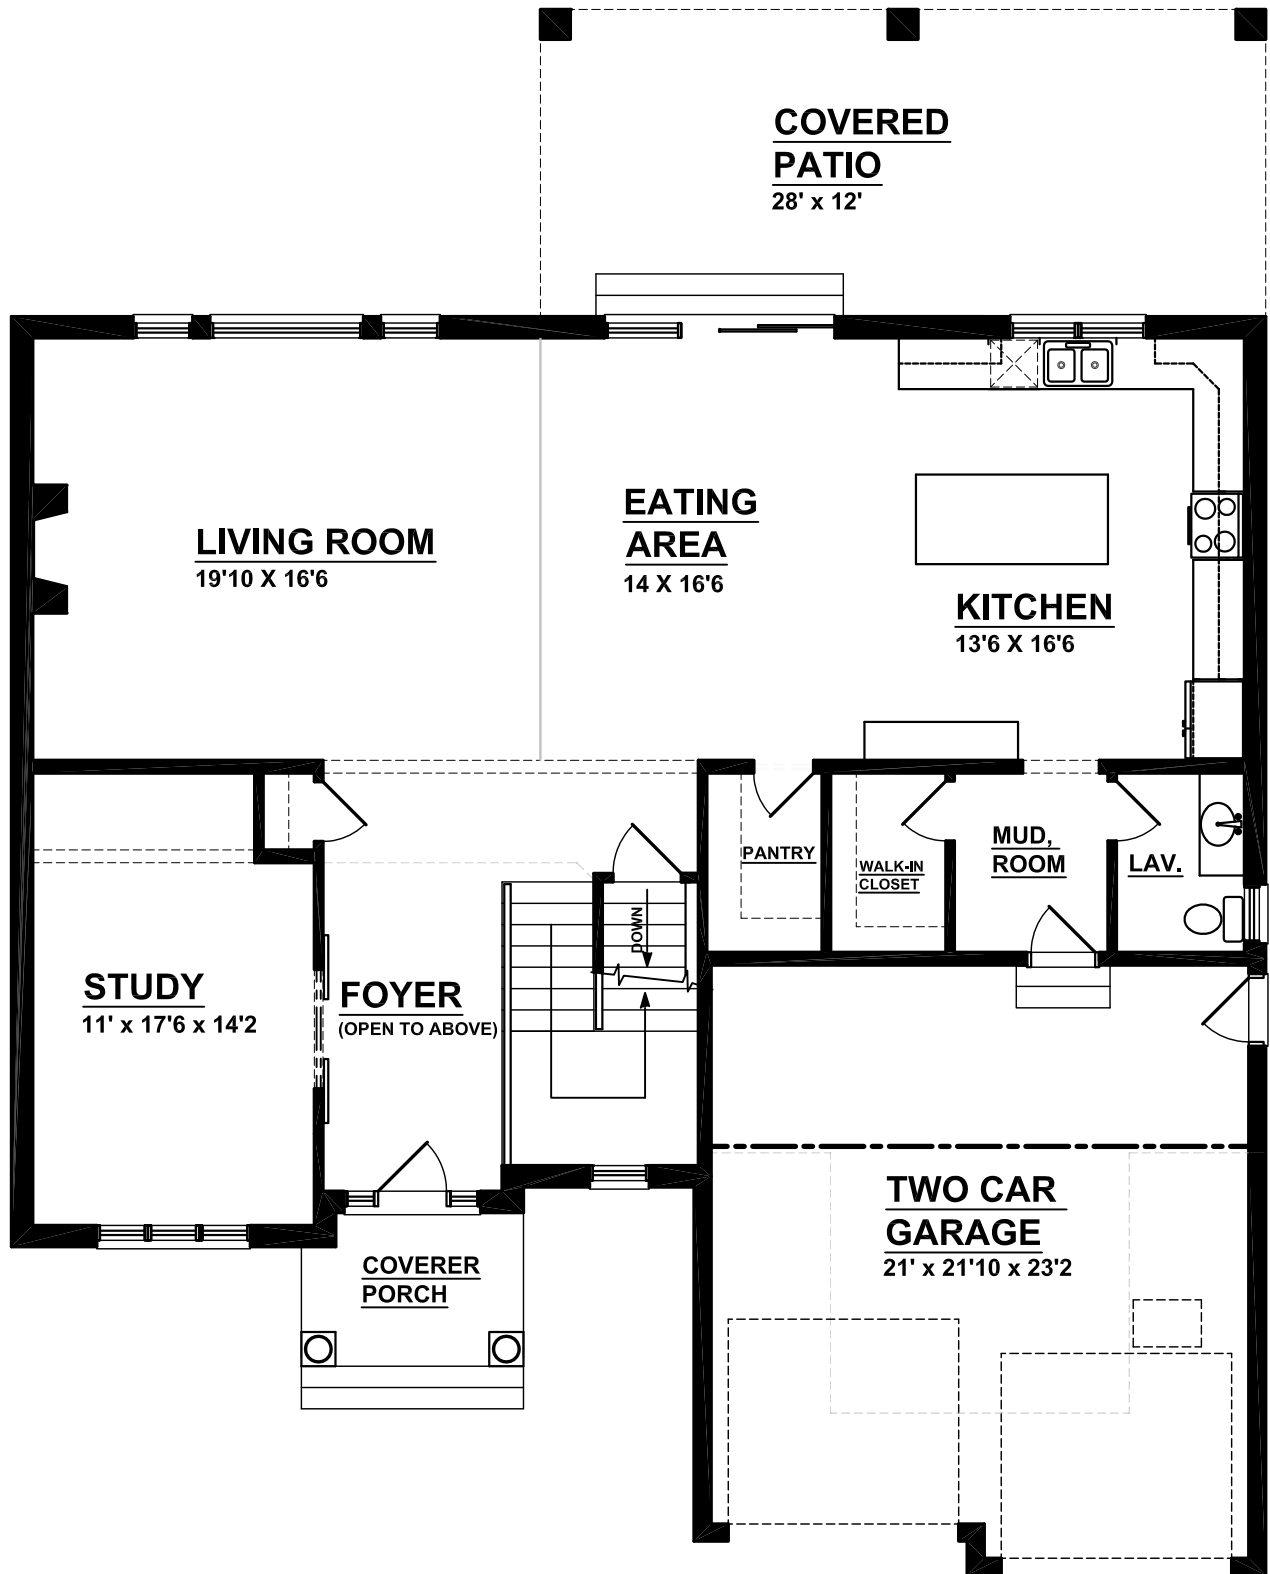 COVERED
PATIO
28' x 12'
LIVING ROOM
19'10 X 16'6
EATING
AREA
14 X 16'6
KITCHEN
13'6 X 16'6
PANTRY
WALK-IN
CLOSET
MUD,
ROOM
LAV.
DOWN
STUDY
11' x 17'6 x 14'2
FOYER
(OPEN TO ABOVE)
TWO CAR
GARAGE
21' x 21'10 x 23'2
COVERER
PORCH